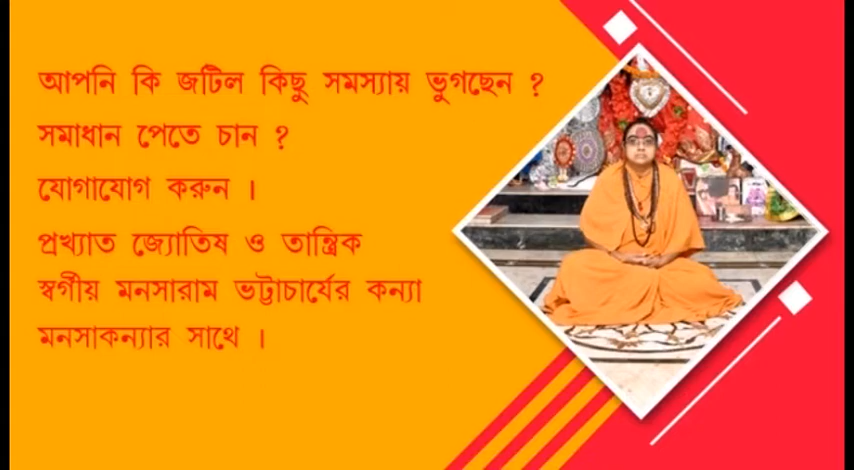 আপনি কি জটিল কিছু সমস্যায় ভুগছেন ?
সমাধান পেতে চান ?
যোগাযোগ করুন ।
প্রখ্যাত জ্যোতিষ ও তান্ত্রিক
স্বর্গীয় মনসারাম ভট্টাচার্যের কন্যা
মনসাকন্যার সাথে ।